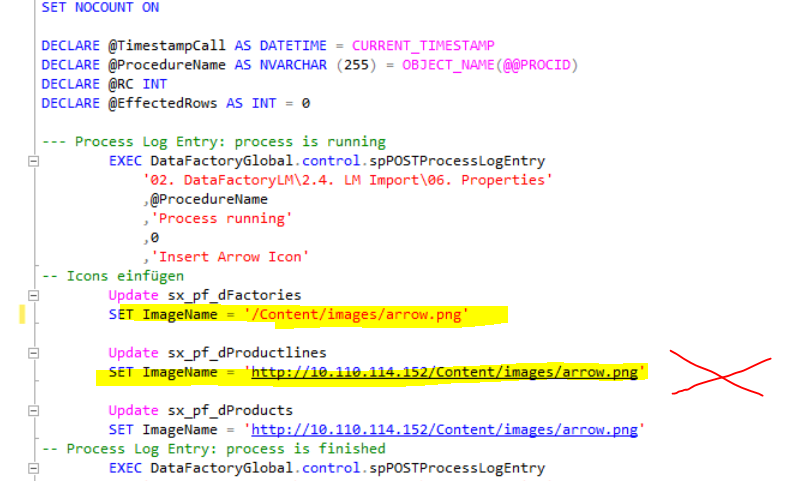 SET NOCOUNT ON
DECLARE @TimestampCall AS DATETIME = CURRENT_TIMESTAMP
DECLARE @ProcedureName AS NVARCHAR (255) = OBJECT_NAME(@@PROCID)
DECLARE @RC INT
DECLARE @EffectedRows AS INT = 0
--- Process Log Entry: process is running
EXEC DataFactoryGlobal.control.spPOSTProcessLogEntry
'02. DataFactoryLM\2.4. LM Import\06. Properties'
,@ProcedureName
,'Process running'
,0
,'Insert Arrow Icon'
-- Icons einfügen
Update sx_pf_dFactories
SET ImageName = '/Content/images/arrow.png'
Update sx_pf_dProductlines
SET ImageName = 'http://10.110.114.152/Content/images/arrow.png'
Update sx_pf_dProducts
SET ImageName = 'http://10.110.114.152/Content/images/arrow.png'
-- Process Log Entry: process is finished
EXEC DataFactoryGlobal.control.spPOSTProcessLogEntry